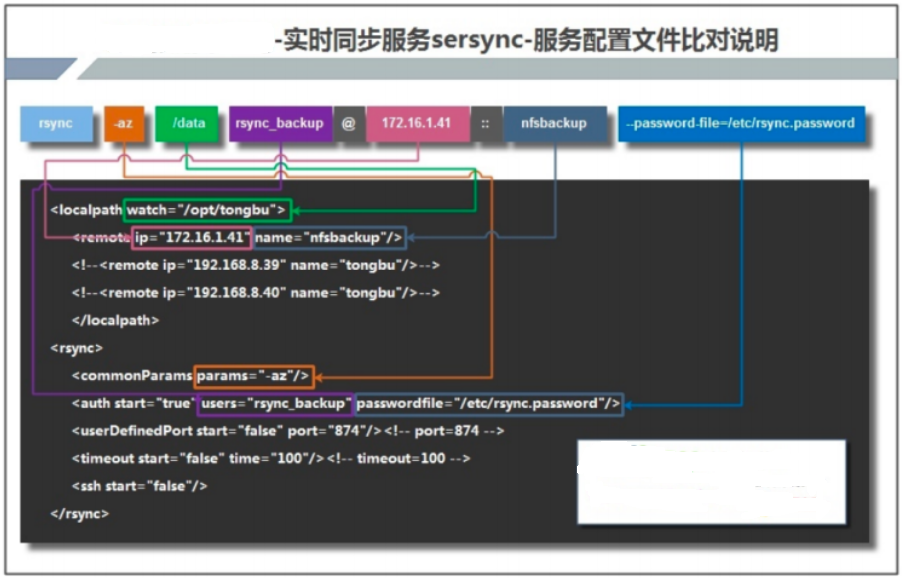 -实时同步服务sersync-服务配置文件比对说明
rsync -az /data rsync_backup @ 172.16.1.41 :: nfsbackup --password-file=/etc/rsync.password
<localpath watch="/opt/tongbu">
<remote ip="172.16.1.41" name="nfsbackup"/>
<!--<remote ip="192.168.8.39" name="tongbu"/>-->
<!--<remote ip="192.168.8.40" name="tongbu"/>-->
</localpath>
<rsync>
<commonParams params="-az"/>
<auth start="true" users="rsync_backup" passwordfile="/etc/rsync.password"/>
<userDefinedPort start="false" port="874"/><!-- port=874 -->
<timeout start="false" time="100"/><!-- timeout=100 -->
<ssh start="false"/>
</rsync>